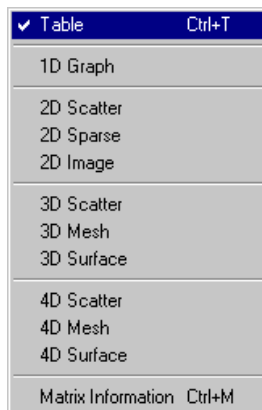 Table Ctrl+T
1D Graph
2D Scatter
2D Sparse
2D Image
3D Scatter
3D Mesh
3D Surface
4D Scatter
4D Mesh
4D Surface
Matrix Information Ctrl+M